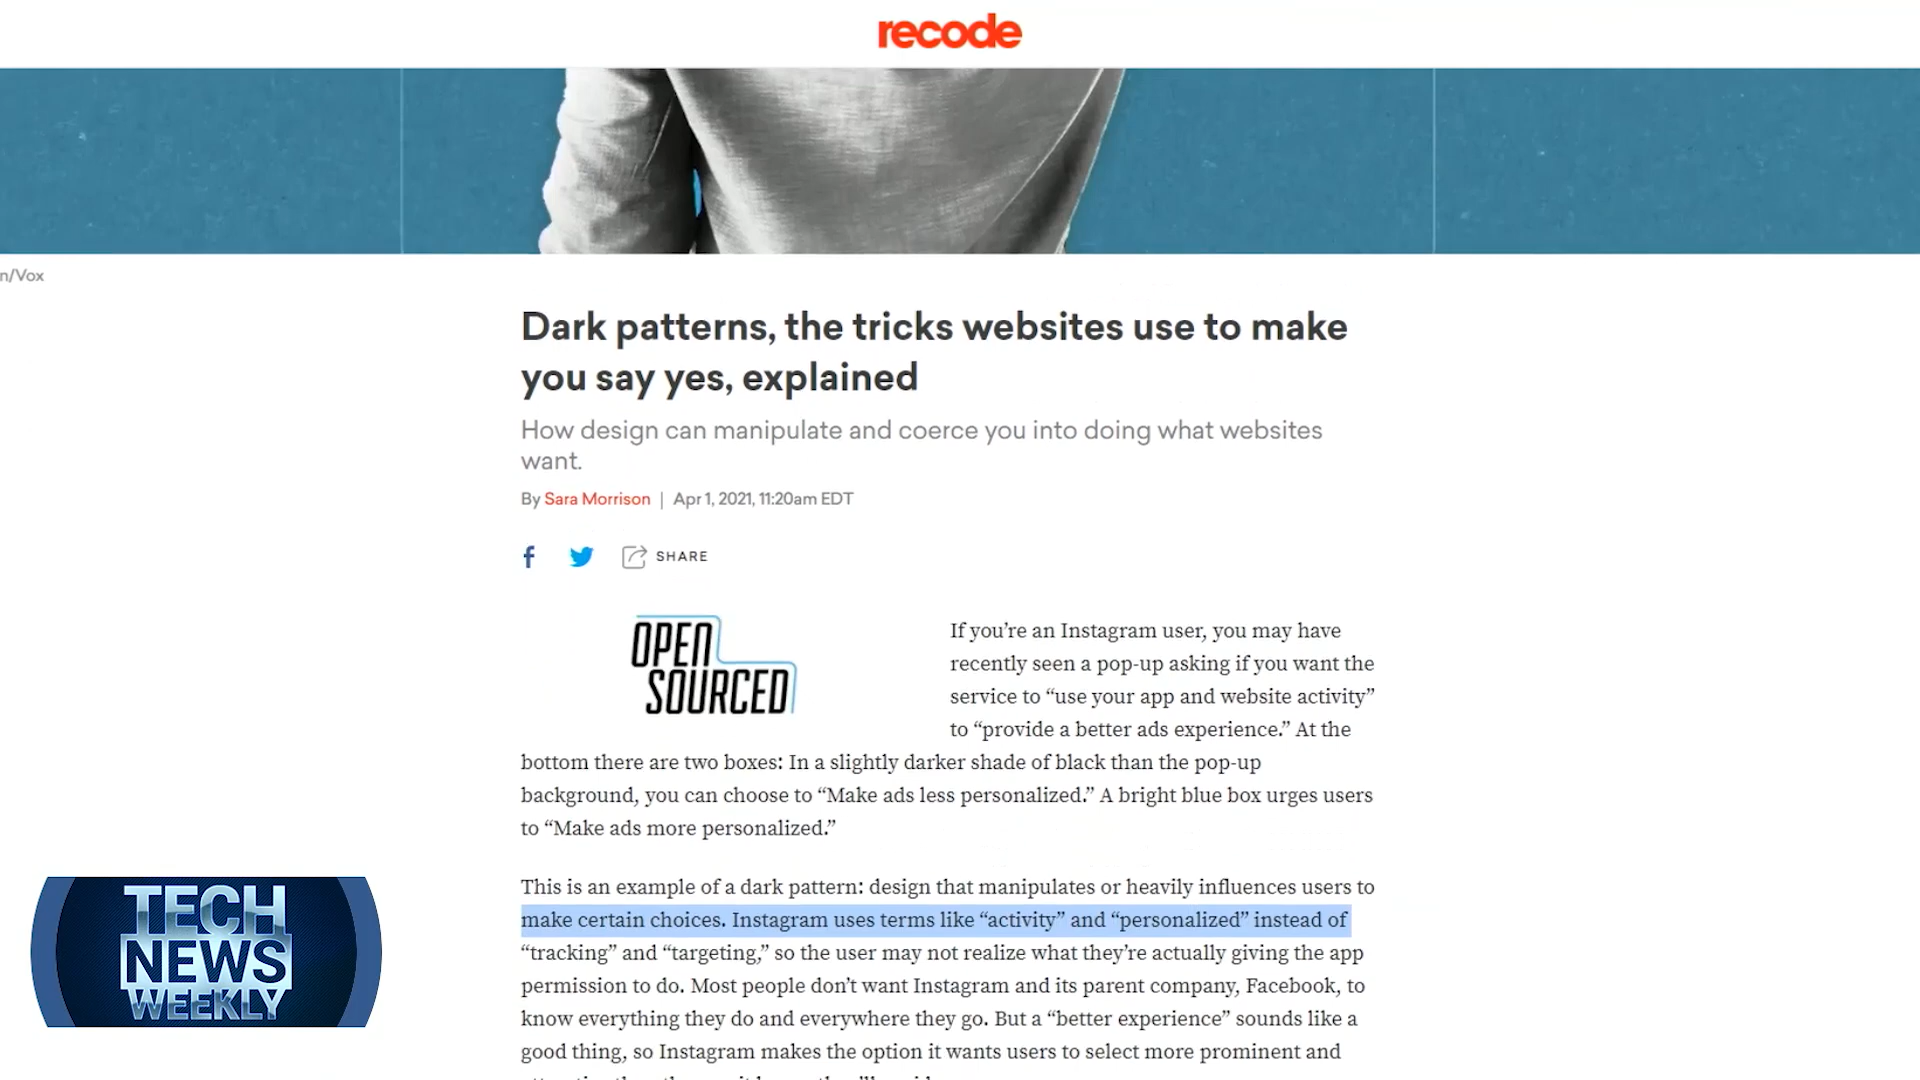 recode
n/Vox
Dark patterns, the tricks websites use to make
you say yes, explained
How design can manipulate and coerce you into doing what websites
want.
By Sara Morrison | Apr 1, 2021, 11:20am EDT
SHARE
OPEN
SOURCED
If you’re an Instagram user, you may have
recently seen a pop-up asking if you want the
service to “use your app and website activity”
to “provide a better ads experience.” At the
bottom there are two boxes: In a slightly darker shade of black than the pop-up
background, you can choose to “Make ads less personalized.” A bright blue box urges users
to “Make ads more personalized.”
This is an example of a dark pattern: design that manipulates or heavily influences users to
make certain choices. Instagram uses terms like “activity” and “personalized” instead of
“tracking” and “targeting,” so the user may not realize what they’re actually giving the app
permission to do. Most people don’t want Instagram and its parent company, Facebook, to
know everything they do and everywhere they go. But a “better experience” sounds like a
good thing, so Instagram makes the option it wants users to select more prominent and
TECH
NEWS
WEEKLY